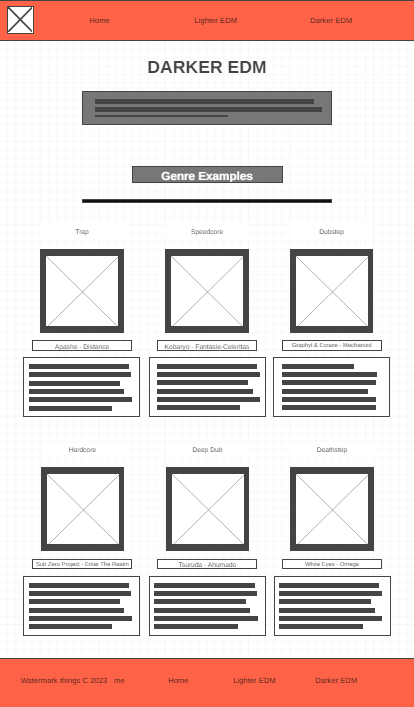 Home Lighter EDM Darker EDM
DARKER EDM
Genre Examples
Trap Speedcore Dubstep
Apashe - Distance Kobaryo - Fantasie-Celeritas Graphyt & Ecraze - Mechanoid
Hardcore Deep Dub Deathstep
Sub Zero Project - Enter The Realm Tsuruda - Ahumado White Eyes - Omega
Watermark things C 2023 - me Home Lighter EDM Darker EDM